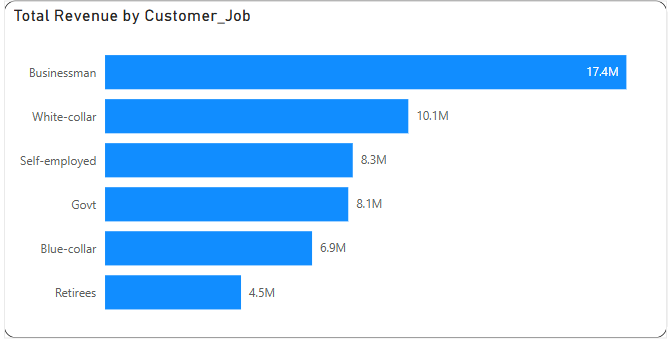 Total Revenue by Customer_Job
Businessman 17.4M
White-collar 10.1M
Self-employed 8.3M
Govt 8.1M
Blue-collar 6.9M
Retirees 4.5M